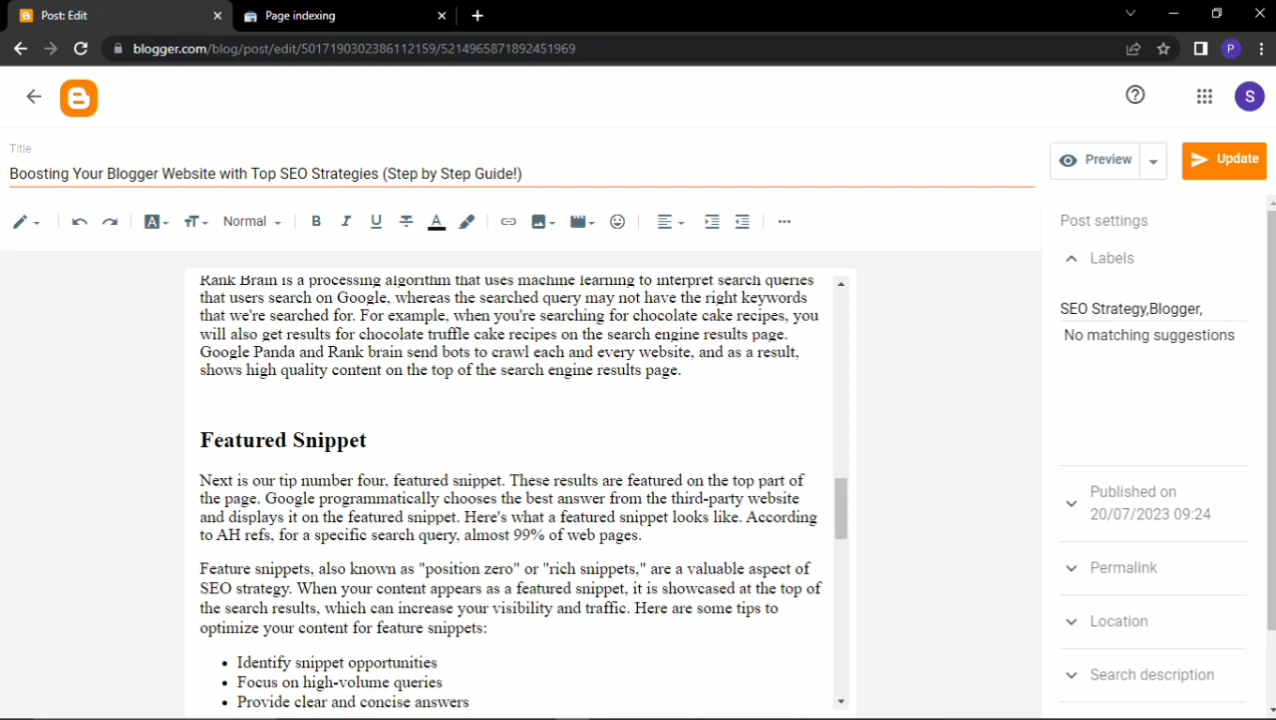 Post: Edit
Page indexing
blogger.com/blog/post/edit/5017190302386112159/5214965871892451969
P
S
Title
Boosting Your Blogger Website with Top SEO Strategies (Step by Step Guide!)
Preview
Update
Normal
B I U A
Post settings
Labels
SEO Strategy,Blogger,
No matching suggestions
Published on
20/07/2023 09:24
Permalink
Location
Search description
Rank Brain is a processing algorithm that uses machine learning to interpret search queries
that users search on Google, whereas the searched query may not have the right keywords
that we're searched for. For example, when you're searching for chocolate cake recipes, you
will also get results for chocolate truffle cake recipes on the search engine results page.
Google Panda and Rank brain send bots to crawl each and every website, and as a result,
shows high quality content on the top of the search engine results page.
Featured Snippet
Next is our tip number four, featured snippet. These results are featured on the top part of
the page. Google programmatically chooses the best answer from the third-party website
and displays it on the featured snippet. Here's what a featured snippet looks like. According
to AH refs, for a specific search query, almost 99% of web pages.
Feature snippets, also known as "position zero" or "rich snippets," are a valuable aspect of
SEO strategy. When your content appears as a featured snippet, it is showcased at the top of
the search results, which can increase your visibility and traffic. Here are some tips to
optimize your content for feature snippets:
• Identify snippet opportunities
• Focus on high-volume queries
• Provide clear and concise answers